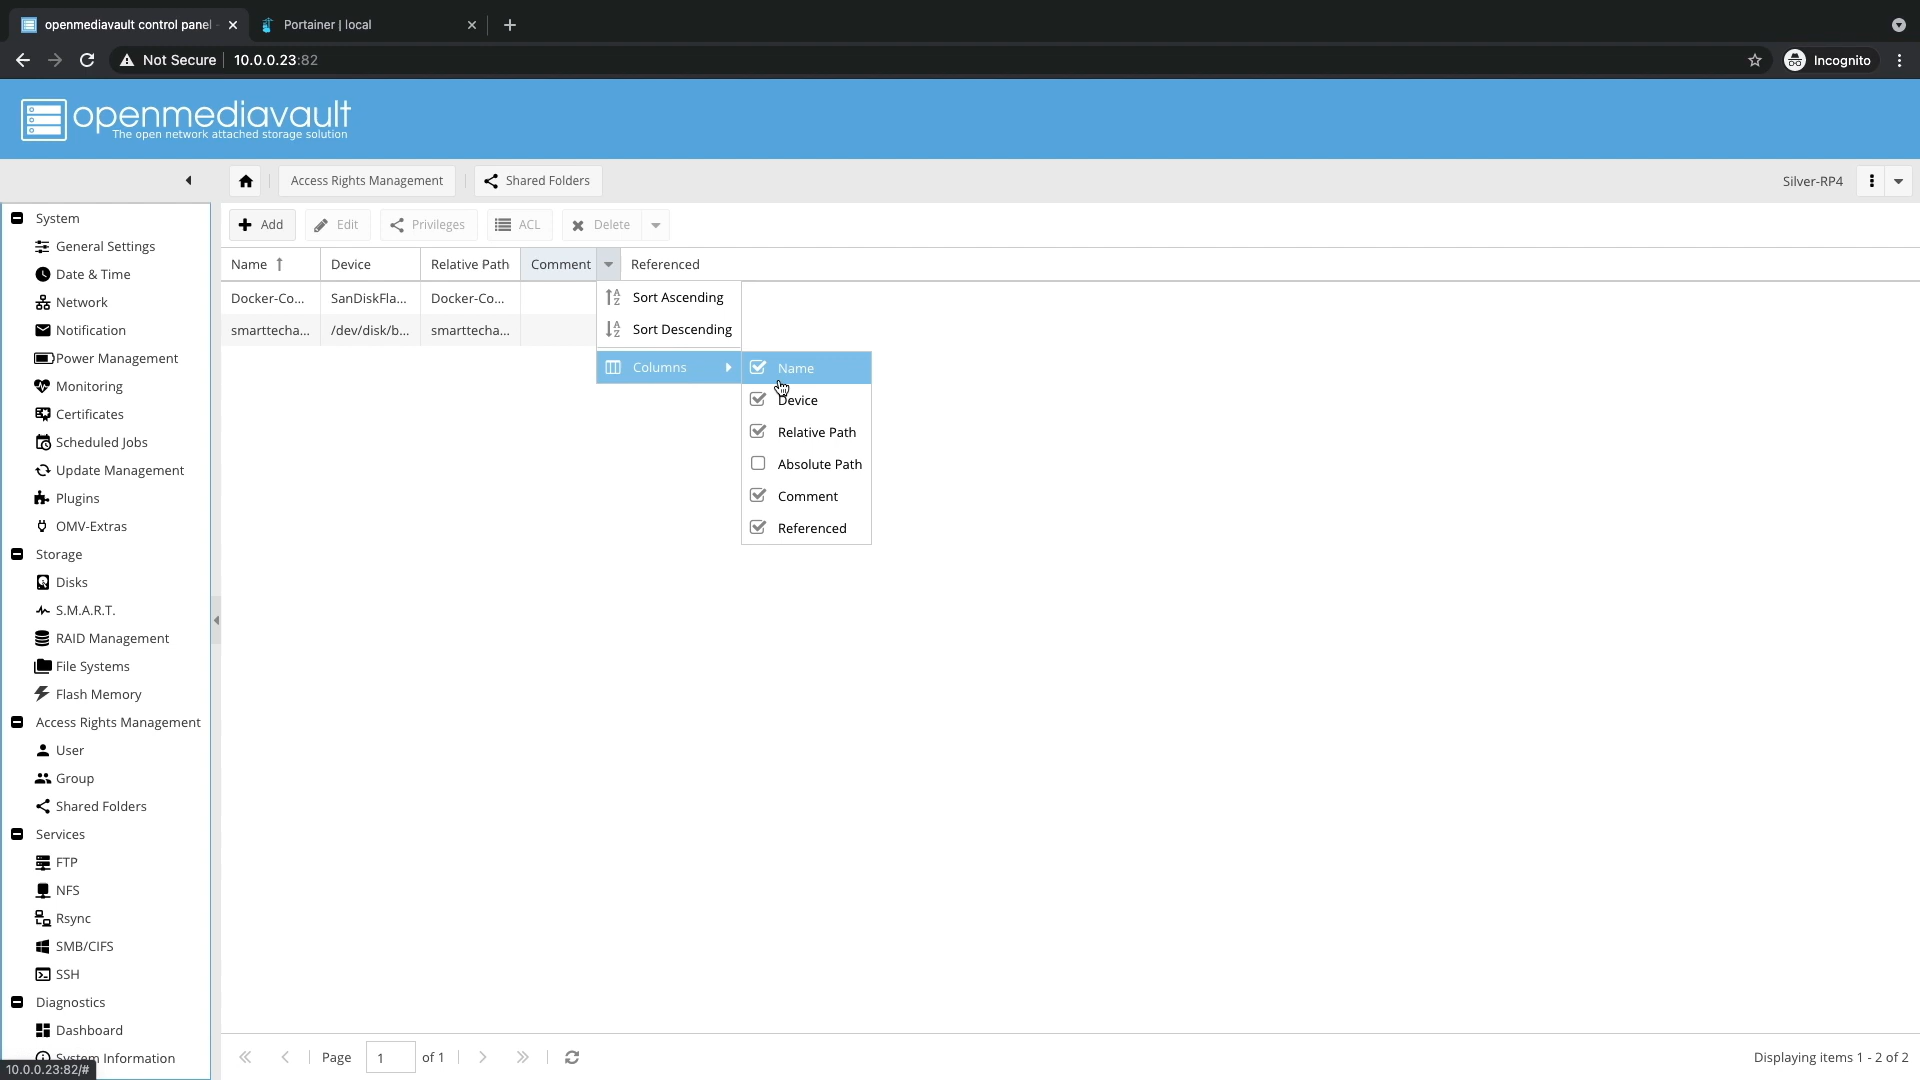 openmediavault control panel -
Portainer | local
Not Secure
10.0.0.23:82
Incognito
openmediavault
The open network attached storage solution
Access Rights Management
Shared Folders
Silver-RP4
System
General Settings
Date & Time
Network
Notification
Power Management
Monitoring
Certificates
Scheduled Jobs
Update Management
Plugins
OMV-Extras
Storage
Disks
S.M.A.R.T.
RAID Management
File Systems
Flash Memory
Access Rights Management
User
Group
Shared Folders
Services
FTP
NFS
Rsync
SMB/CIFS
SSH
Diagnostics
Dashboard
System Information
10.0.0.23:82/#
Add
Edit
Privileges
ACL
Delete
Name
Device
Relative Path
Comment
Referenced
Docker-Co...
SanDiskFla...
Docker-Co...
smarttecha...
/dev/disk/b...
smarttecha...
Sort Ascending
Sort Descending
Columns
Name
Device
Relative Path
Absolute Path
Comment
Referenced
Page
1
of 1
Displaying items 1 - 2 of 2